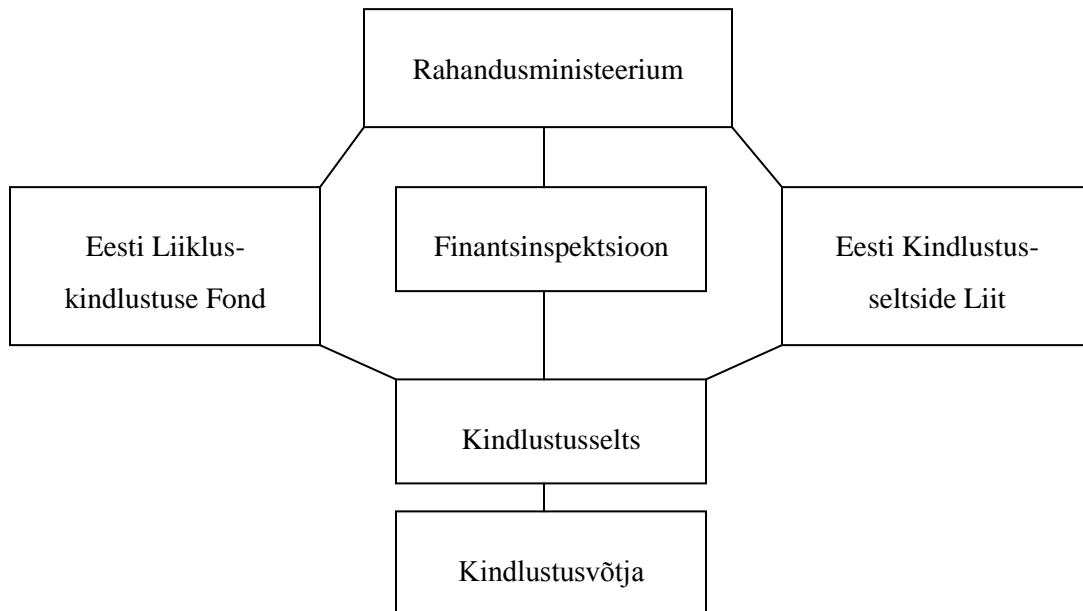 Rahandusministeerium
Eesti Liiklus-
kindlustuse Fond
Finantsinspektsioon
Eesti Kindlustus-
seltside Liit
Kindlustusselts
Kindlustusvõtja